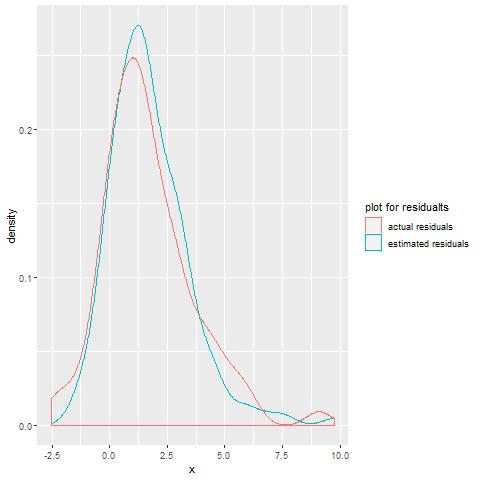 0.2
0.1
0.0
density
-2.5
0.0
2.5
5.0
7.5
10.0
x
plot for residualts
actual residuals
estimated residuals